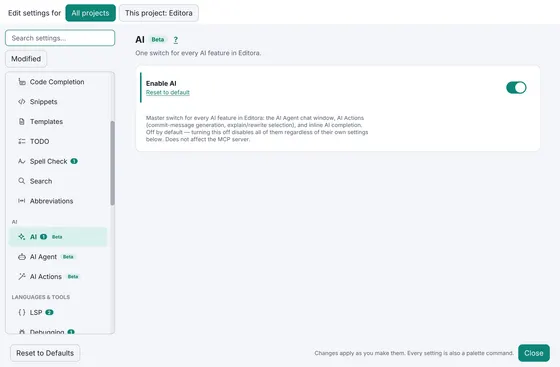 Edit settings for
All projects
This project: Editora
Search settings...
Modified
Code Completion
Snippets
Templates
TODO
Spell Check 1
Search
Abbreviations
AI
AI 1 Beta
AI Agent Beta
AI Actions Beta
LANGUAGES & TOOLS
LSP 2
Debugging 1
Reset to Defaults
AI Beta ?
One switch for every AI feature in Editora.
Enable AI
Reset to default
Master switch for every AI feature in Editora: the AI Agent chat window, AI Actions
(commit-message generation, explain/rewrite selection), and inline AI completion.
Off by default — turning this off disables all of them regardless of their own settings
below. Does not affect the MCP server.
Changes apply as you make them. Every setting is also a palette command.
Close